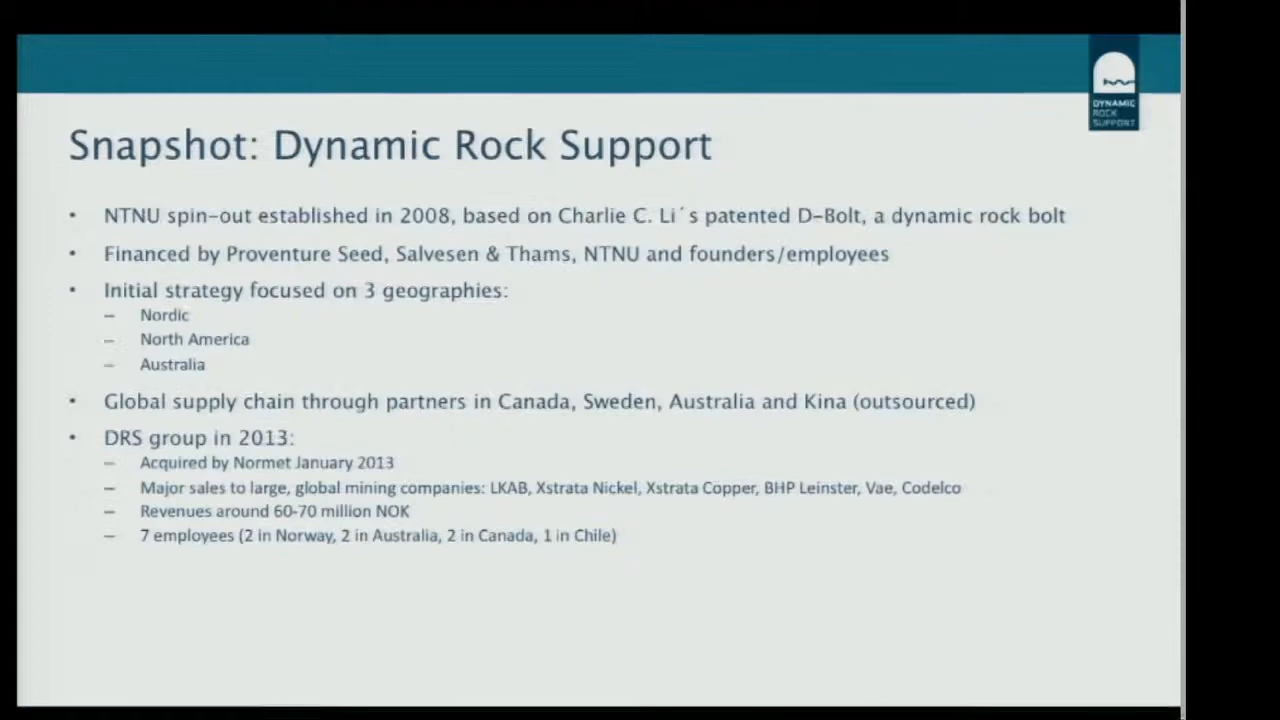 DYNAMIC
ROCK
SUPPORT
Snapshot: Dynamic Rock Support
• NTNU spin-out established in 2008, based on Charlie C. Li´s patented D-Bolt, a dynamic rock bolt
• Financed by Proventure Seed, Salvesen & Thams, NTNU and founders/employees
• Initial strategy focused on 3 geographies:
– Nordic
– North America
– Australia
• Global supply chain through partners in Canada, Sweden, Australia and Kina (outsourced)
• DRS group in 2013:
– Acquired by Normet January 2013
– Major sales to large, global mining companies: LKAB, Xstrata Nickel, Xstrata Copper, BHP Leinster, Vae, Codelco
– Revenues around 60-70 million NOK
– 7 employees (2 in Norway, 2 in Australia, 2 in Canada, 1 in Chile)